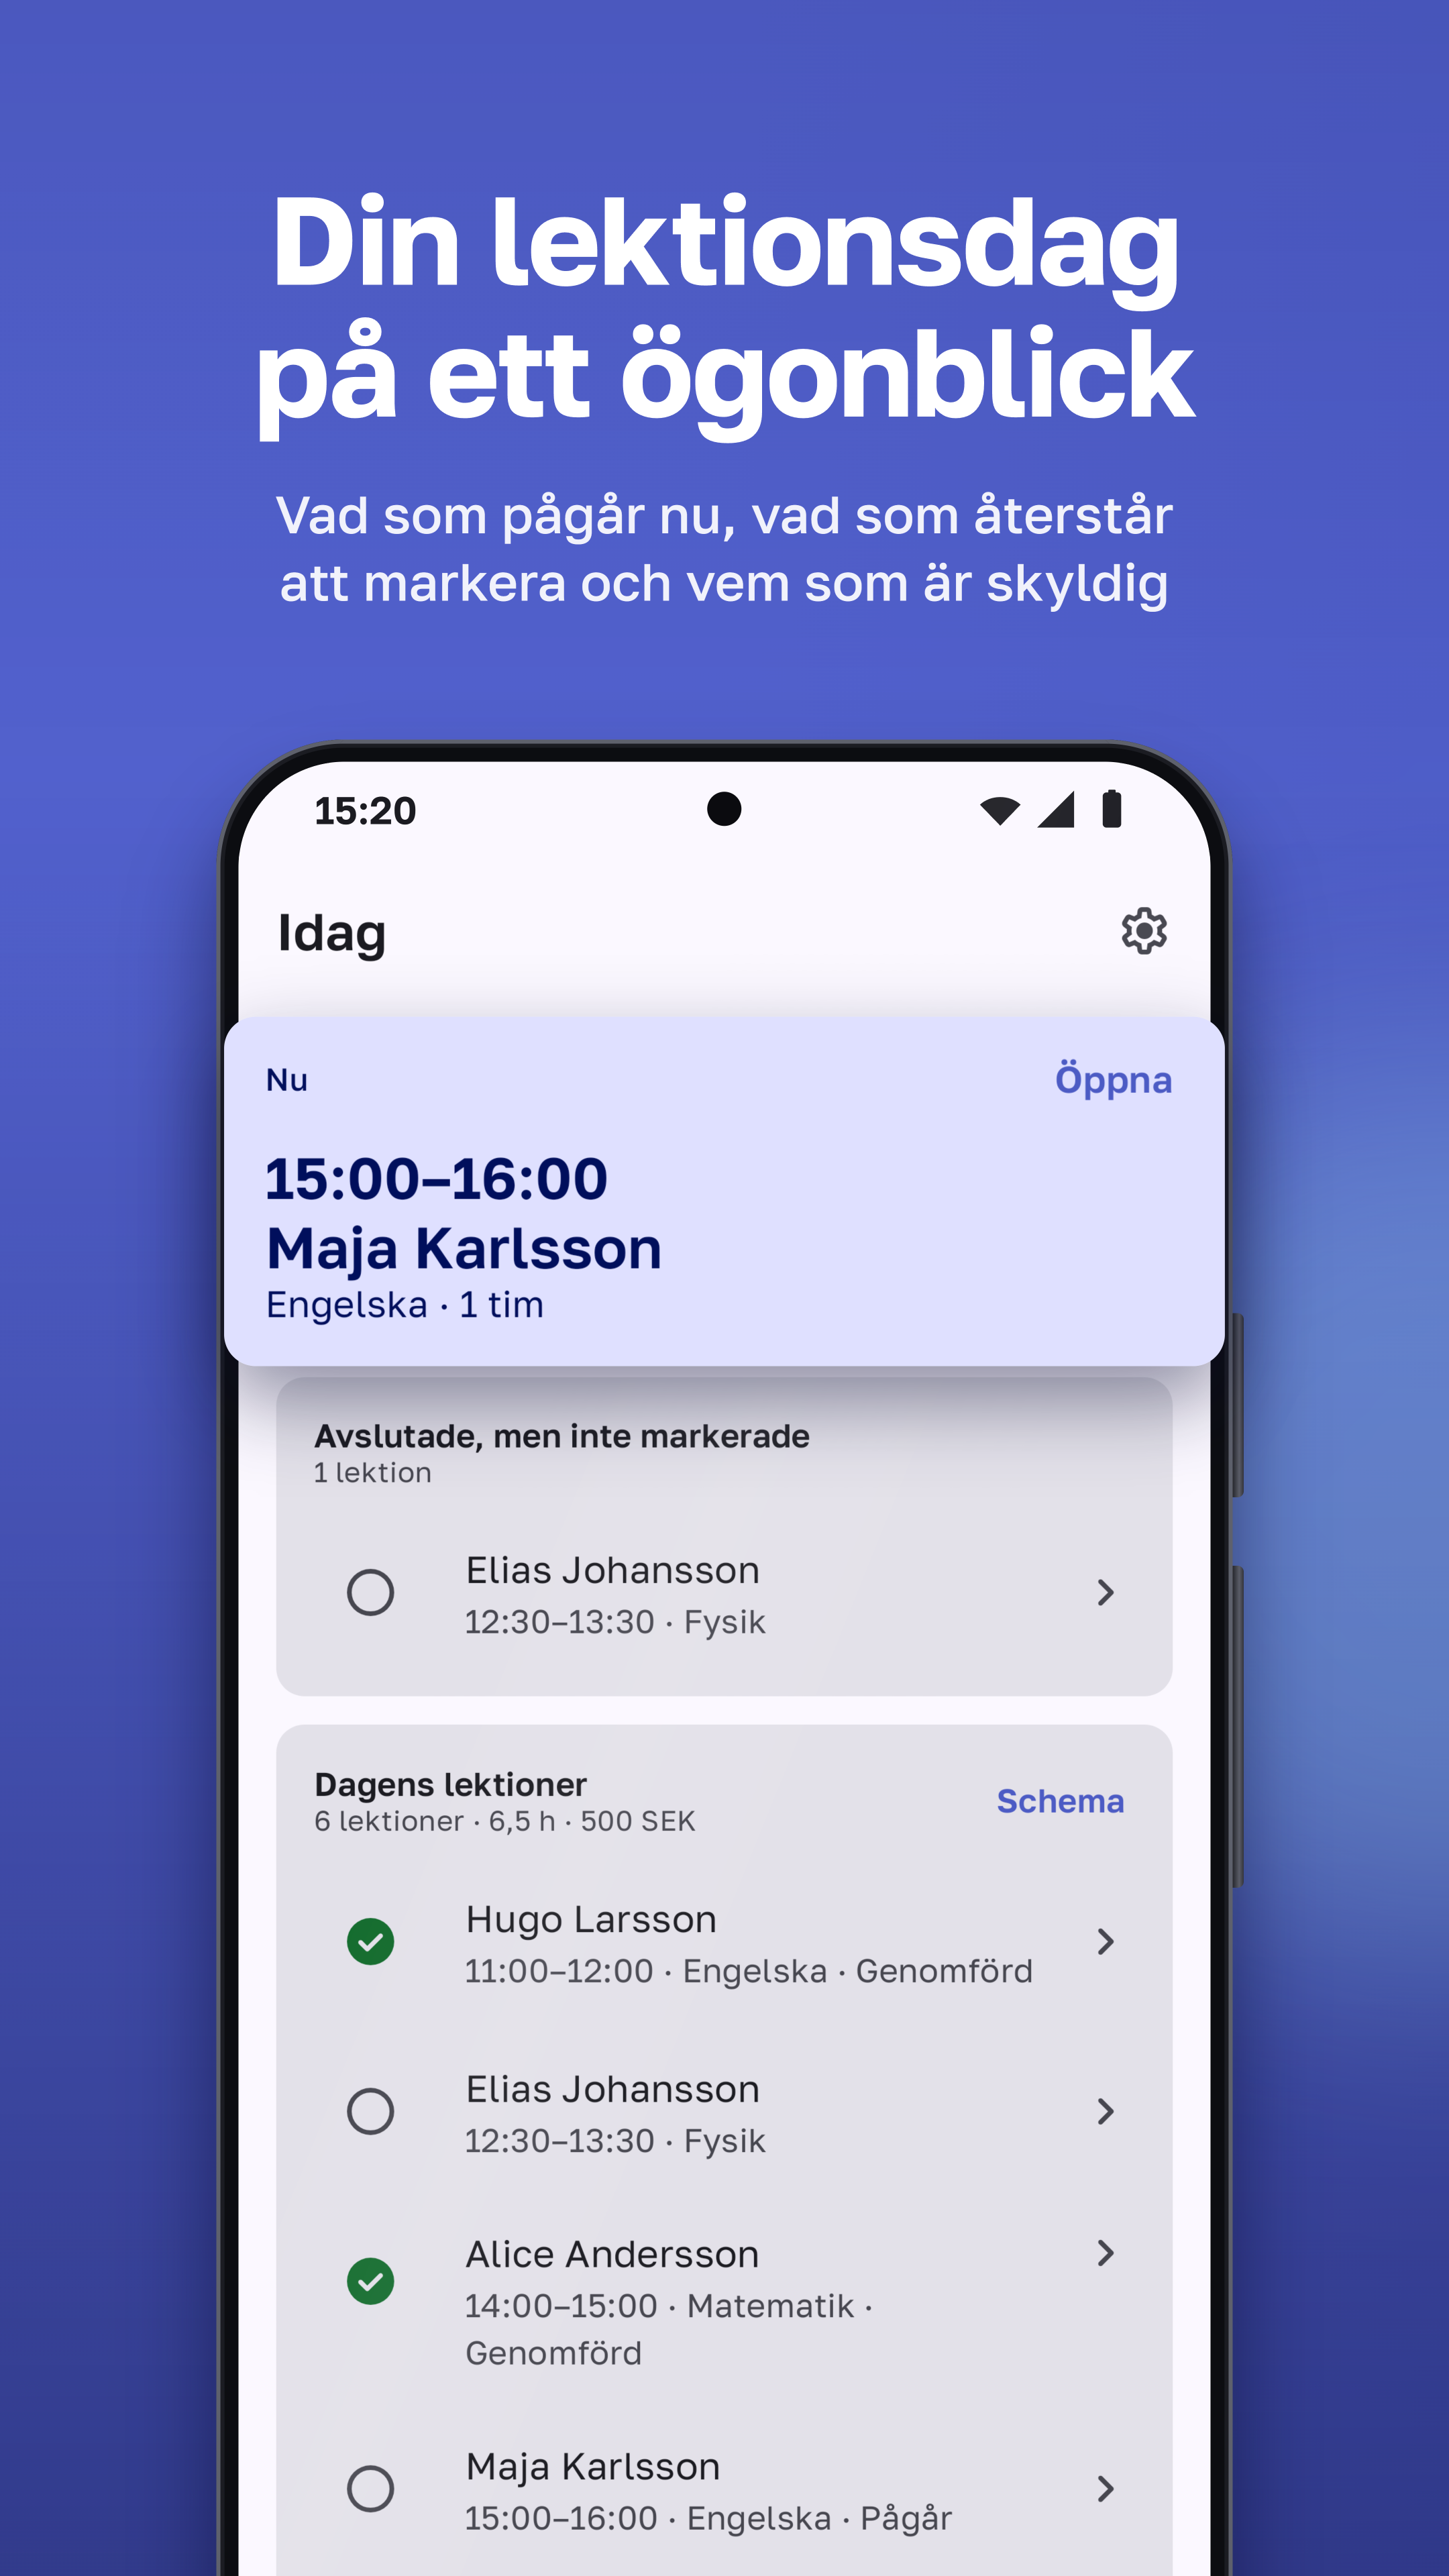 Din lektionsdag
på ett ögonblick
Vad som pågår nu, vad som återstår
att markera och vem som är skyldig
15:20
Idag
Nu
Öppna
15:00–16:00
Maja Karlsson
Engelska · 1 tim
Avslutade, men inte markerade
1 lektion
Elias Johansson
12:30–13:30 · Fysik
Dagens lektioner
6 lektioner · 6,5 h · 500 SEK
Schema
Hugo Larsson
11:00–12:00 · Engelska · Genomförd
Elias Johansson
12:30–13:30 · Fysik
Alice Andersson
14:00–15:00 · Matematik ·
Genomförd
Maja Karlsson
15:00–16:00 · Engelska · Pågår